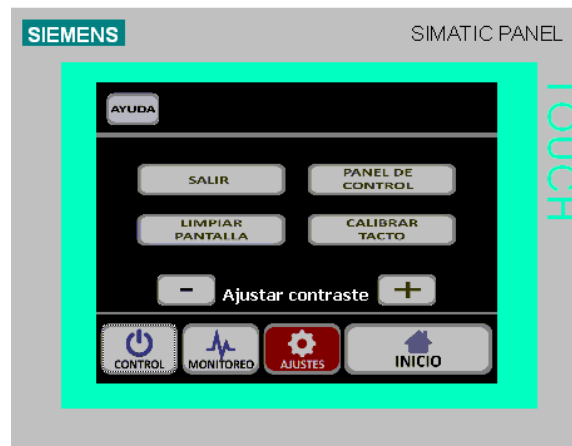 SIEMENS
SIMATIC PANEL
TOUCH
AYUDA
SALIR
PANEL DE
CONTROL
LIMPIAR
PANTALLA
CALIBRAR
TACTO
- Ajustar contraste +
CONTROL
MONITOREO
AJUSTES
INICIO